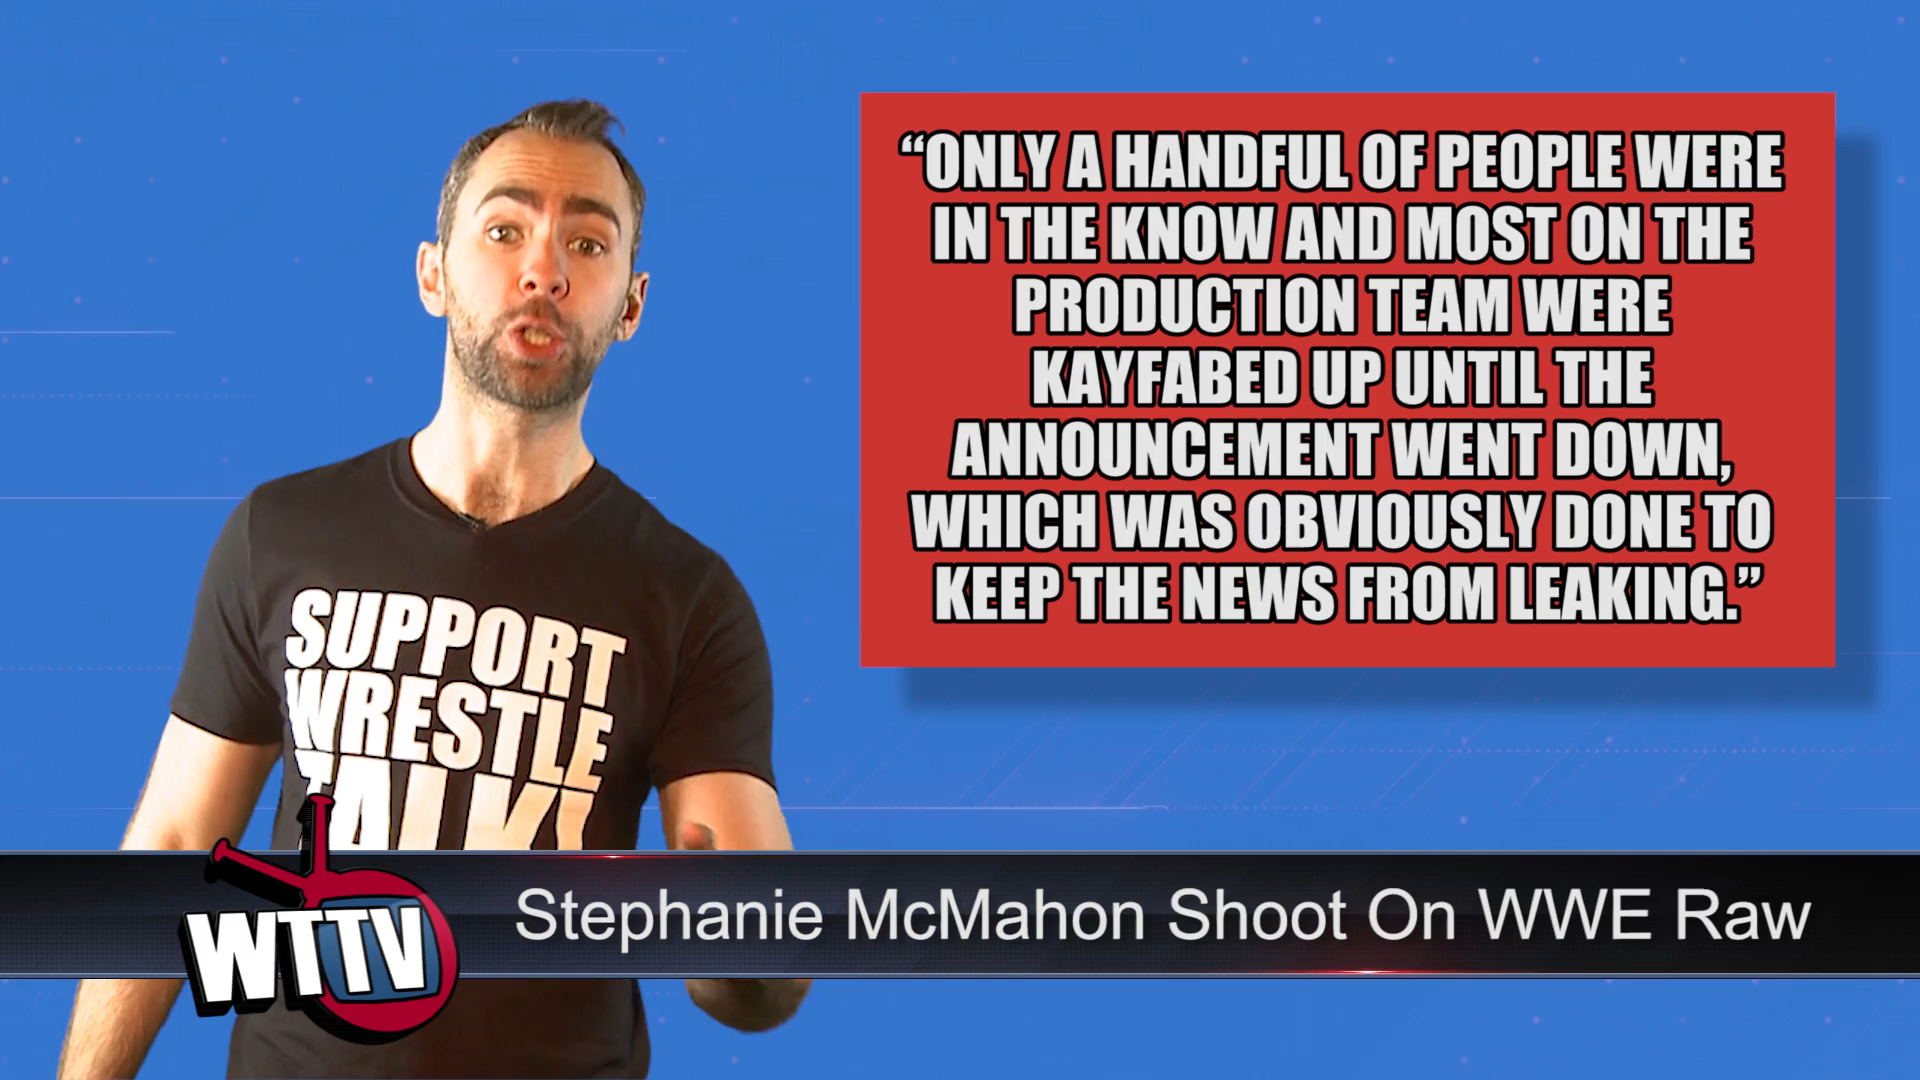 “ONLY A HANDFUL OF PEOPLE WERE
IN THE KNOW AND MOST ON THE
PRODUCTION TEAM WERE
KAYFABED UP UNTIL THE
ANNOUNCEMENT WENT DOWN,
WHICH WAS OBVIOUSLY DONE TO
KEEP THE NEWS FROM LEAKING.”
SUPPORT
WRESTLE
TALK!
WTTV
Stephanie McMahon Shoot On WWE Raw